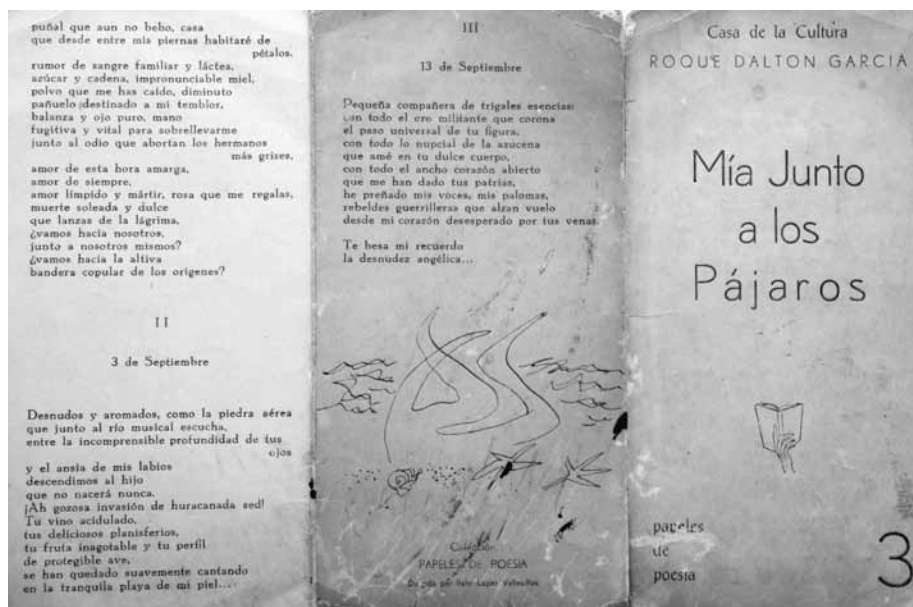 puñal que aun no bebo, casa
que desde entre mis piernas habitaré de
pétalos,
rumor de sangre familiar y láctea,
azúcar y cadena, impronunciable miel,
polvo que me has caído, diminuto
pañuelo destinado a mi temblor,
balanza y ojo puro, mano
fugitiva y vital para sobrellevarme
junto al odio que abortan los hermanos
más grises,
amor de esta hora amarga,
amor de siempre,
amor límpido y mártir, rosa que me regalas,
muerte soleada y dulce
que lanzas de la lágrima,
¿vamos hacia nosotros,
junto a nosotros mismos?
¿vamos hacia la altiva
bandera copular de los orígenes?
II
3 de Septiembre
Desnudos y aromados, como la piedra aérea
que junto al río musical escucha,
entre la incomprensible profundidad de tus
ojos
y el ansia de mis labios
descendimos al hijo
que no nacerá nunca.
¡Ah gozosa invasión de huracanada sed!
Tu vino acidulado,
tus deliciosos planisferios,
tu fruta inagotable y tu perfil
de protegible ave,
se han quedado suavemente cantando
en la tranquila playa de mi piel...
III
13 de Septiembre
Pequeña compañera de trigales esencias:
con todo el oro militante que corona
el paso universal de tu figura,
con todo lo nupcial de la azucena
que amé en tu dulce cuerpo,
con todo el ancho corazón abierto
que me han dado tus patrias,
he preñado mis voces, mis palomas,
rebeldes guerrilleras que alzan vuelo
desde mi corazón desesperado por tus venas.
Te besa mi recuerdo
la desnudez angélica...
Colección
PAPELES DE POESIA
Dirigida por Italo López Vallecillos
Casa de la Cultura
ROQUE DALTON GARCIA
Mía Junto
a los
Pájaros
papeles
de
poesía
3